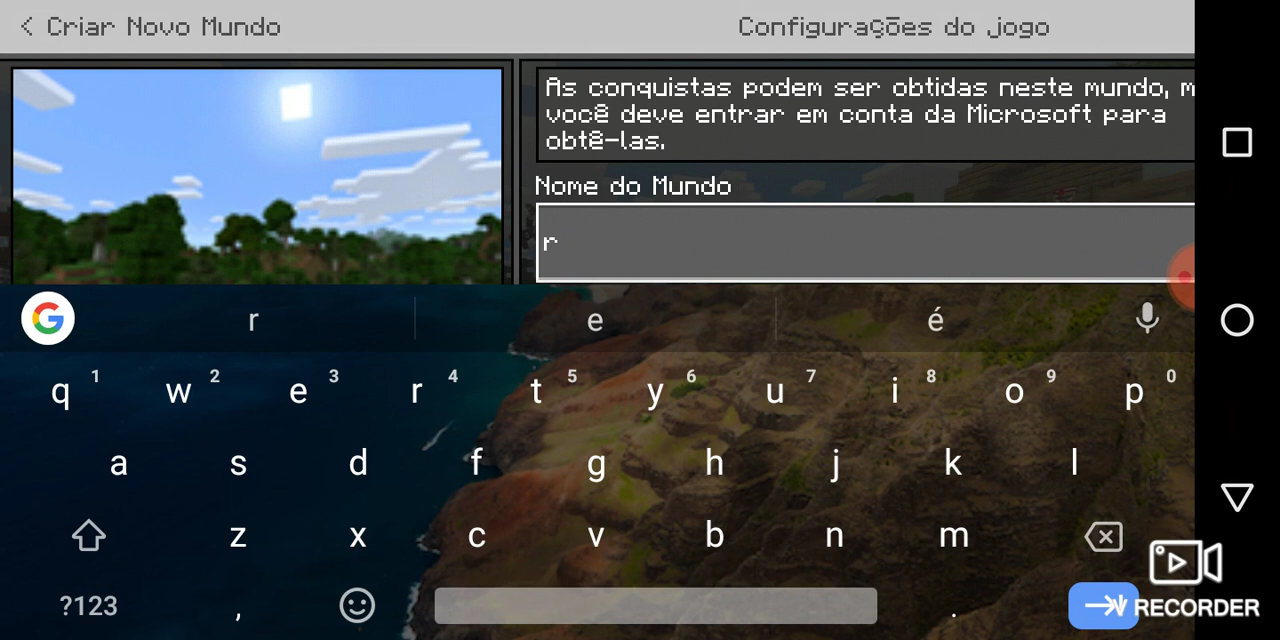 Criar Novo Mundo
Configurações do jogo
As conquistas podem ser obtidas neste mundo, m
você deve entrar em conta da Microsoft para
obtê-las.
Nome do Mundo
r
r e é
q 1 w 2 e 3 r 4 t 5 y 6 u 7 i 8 o 9 p 0
a s d f g h j k l
z x c v b n m
?123 , .
RECORDER